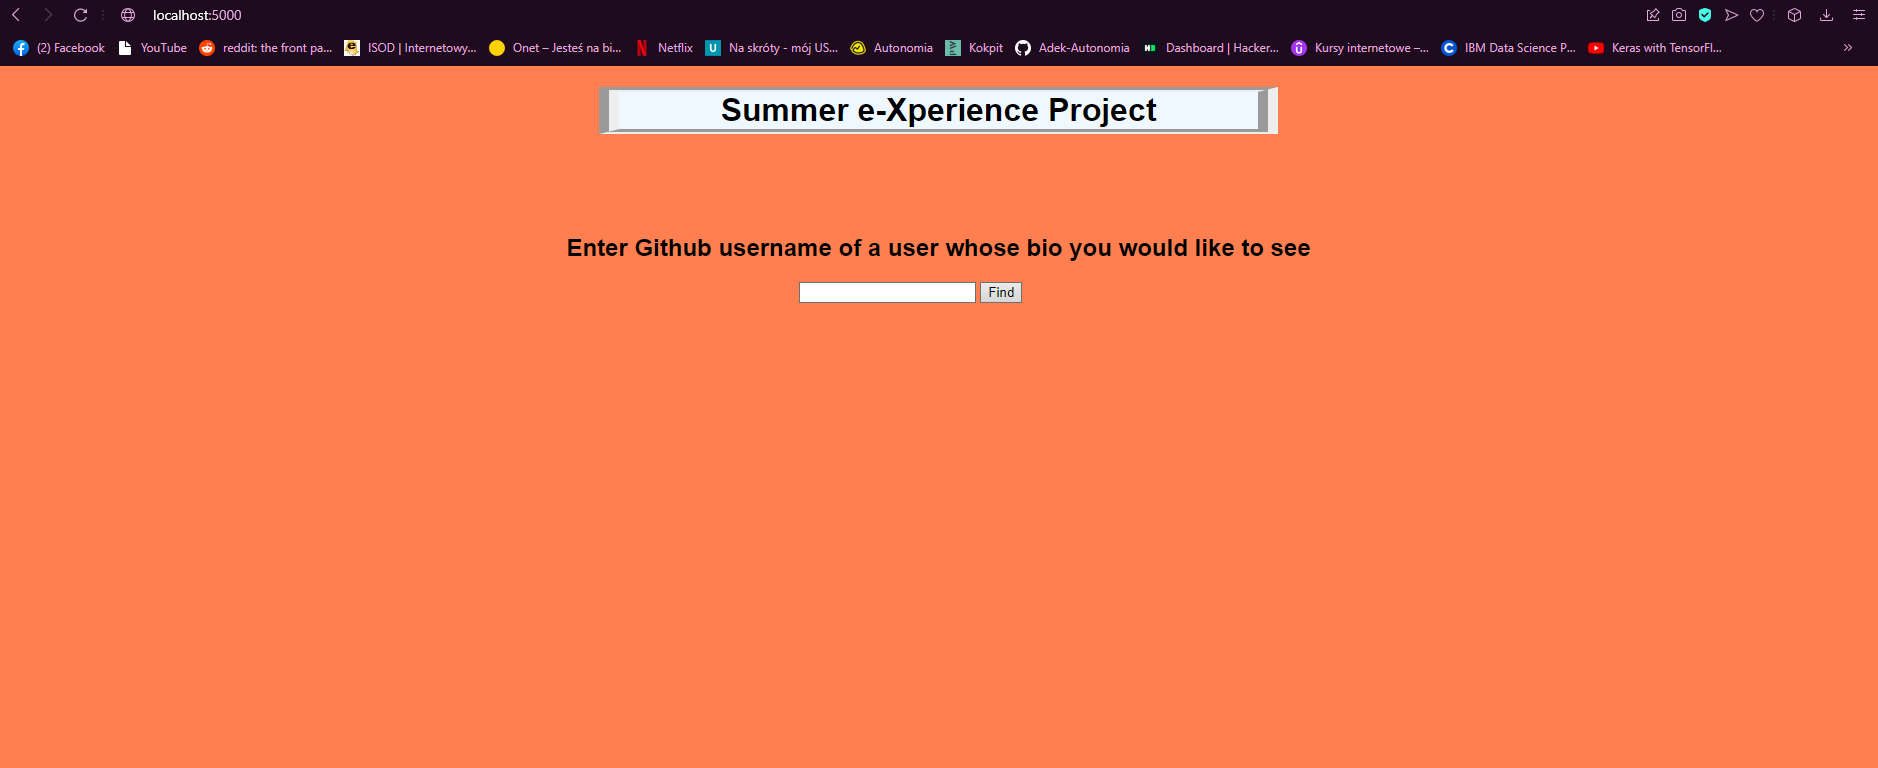 localhost:5000
(2) Facebook YouTube reddit: the front pa... ISOD | Internetowy... Onet – Jesteś na bi... Netflix Na skróty - mój US... Autonomia Kokpit Adek-Autonomia Dashboard | Hacker... Kursy internetowe –... IBM Data Science P... Keras with TensorFl...
Summer e-Xperience Project
Enter Github username of a user whose bio you would like to see
Find